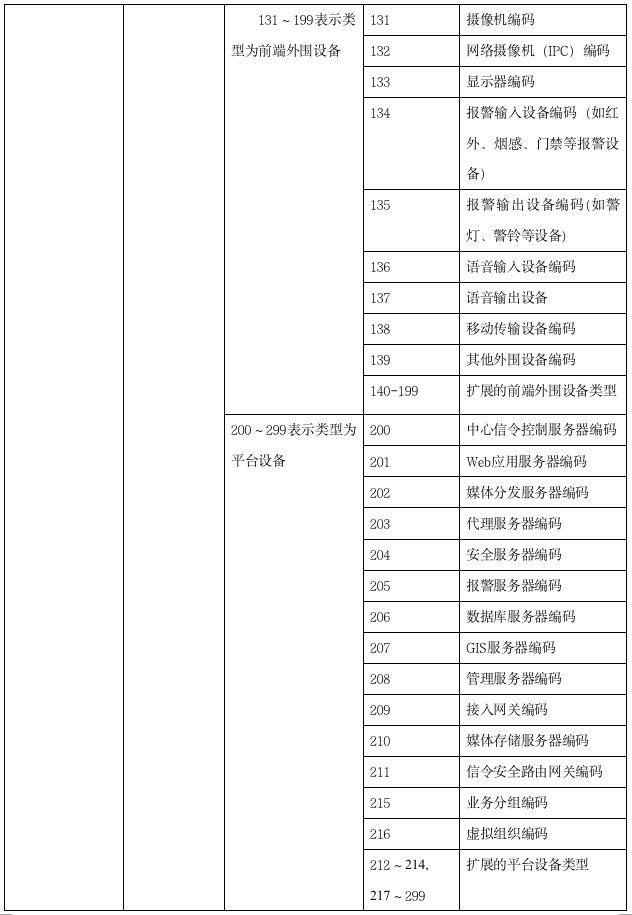 131～199表示类
型为前端外围设备
131
摄像机编码
132
网络摄像机（IPC）编码
133
显示器编码
134
报警输入设备编码（如红
外、烟感、门禁等报警设
备）
135
报警输出设备编码(如警
灯、警铃等设备)
136
语音输入设备编码
137
语音输出设备
138
移动传输设备编码
139
其他外围设备编码
140-199
扩展的前端外围设备类型
200～299表示类型为
平台设备
200
中心信令控制服务器编码
201
Web应用服务器编码
202
媒体分发服务器编码
203
代理服务器编码
204
安全服务器编码
205
报警服务器编码
206
数据库服务器编码
207
GIS服务器编码
208
管理服务器编码
209
接入网关编码
210
媒体存储服务器编码
211
信令安全路由网关编码
215
业务分组编码
216
虚拟组织编码
212～214,
217～299
扩展的平台设备类型